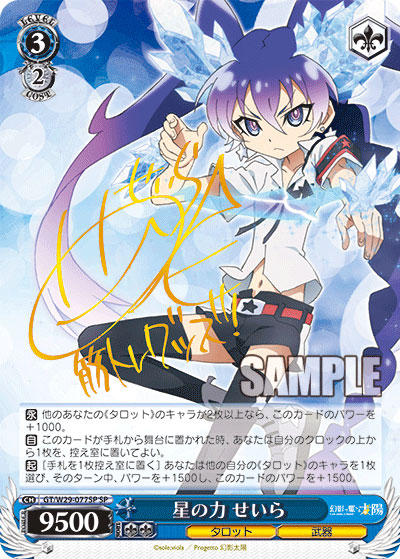 LEVEL
3
2
COST
せいら
筋トレグッズ!!
SAMPLE
永 他のあなたの《タロット》のキャラが2枚以上なら、このカードのパワーを
+1000。
自 このカードが手札から舞台に置かれた時、あなたは自分のクロックの上か
ら1枚を、控え室に置いてよい。
起 [手札を1枚控え室に置く] あなたは他の自分の《タロット》のキャラを1枚
選び、そのターン中、パワーを+1500し、このカードのパワーを+1500。
CH GT/W29-077SP SP
9500
星の力 せいら
タロット
武器
幻影ヲ駆ケル太陽
©sole;viola / Progetto 幻影太陽